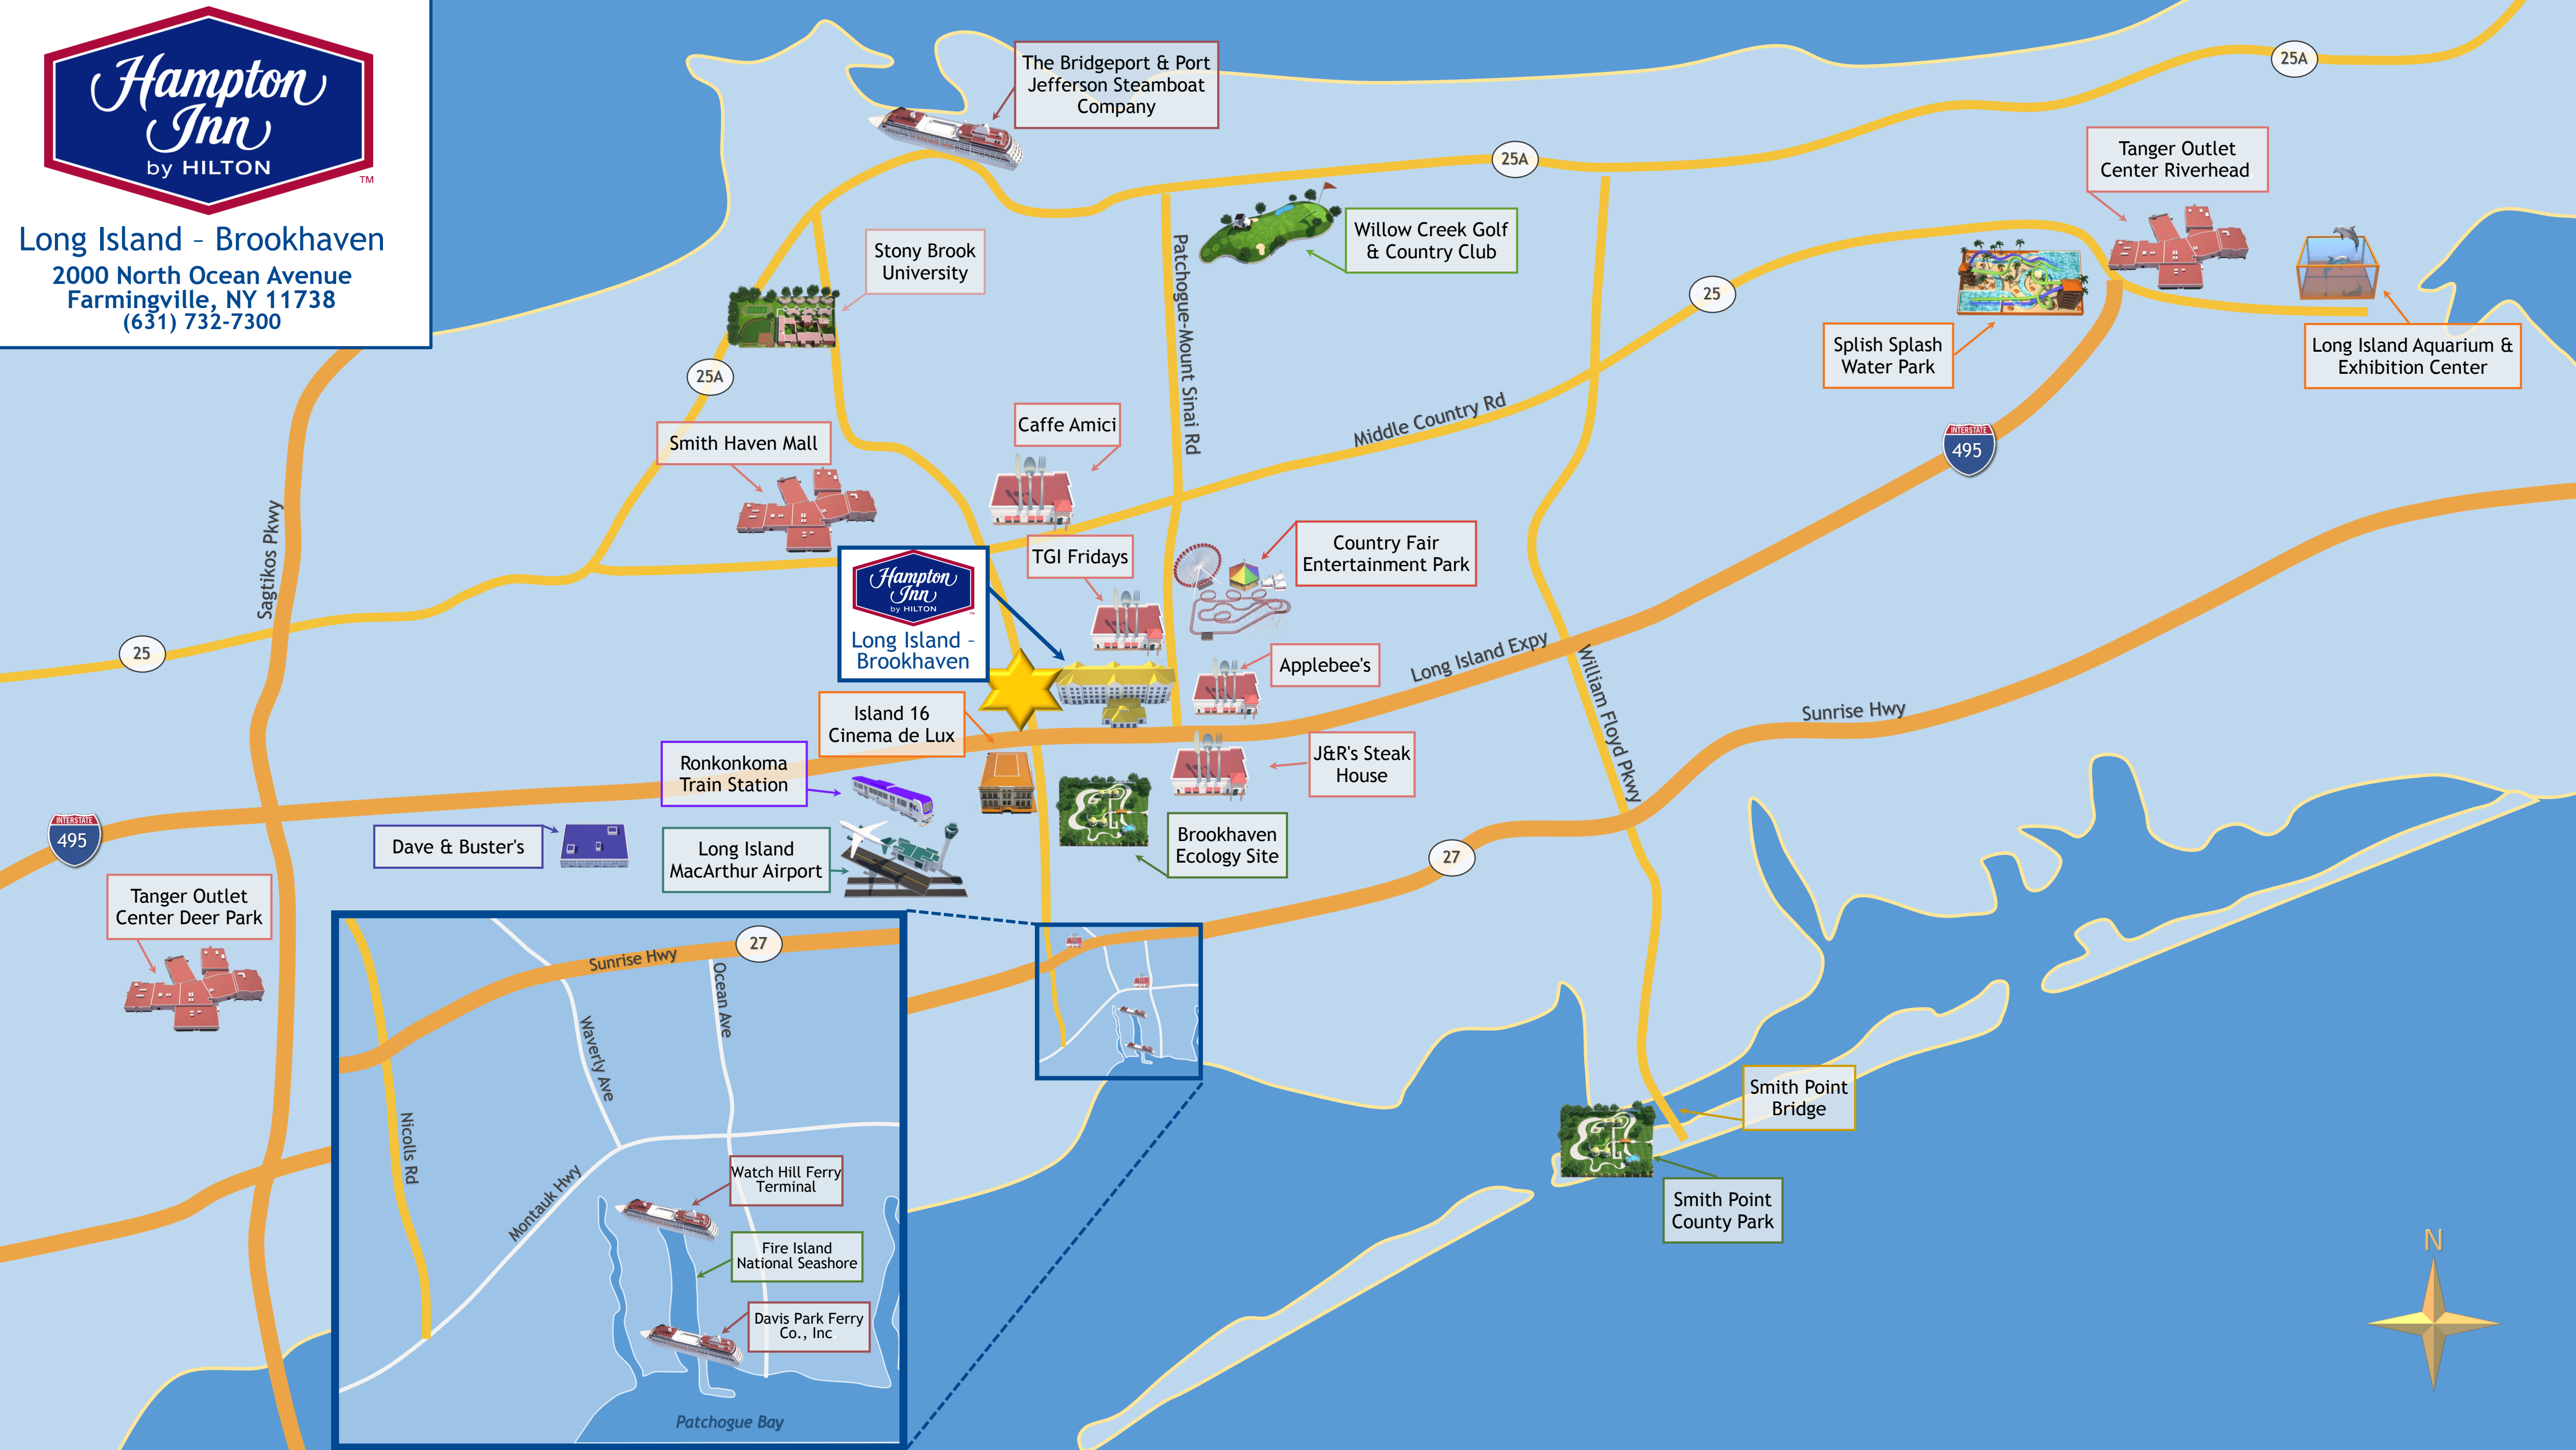 Hampton
Inn
by HILTON
TM
Long Island – Brookhaven
2000 North Ocean Avenue
Farmingville, NY 11738
(631) 732-7300
The Bridgeport & Port
Jefferson Steamboat
Company
25A
25A
Tanger Outlet
Center Riverhead
Willow Creek Golf
& Country Club
Stony Brook
University
Patchogue-Mount Sinai Rd
25
Splish Splash
Water Park
Long Island Aquarium &
Exhibition Center
25A
Caffe Amici
Middle Country Rd
Smith Haven Mall
INTERSTATE
495
Sagtikos Pkwy
TGI Fridays
Country Fair
Entertainment Park
Hampton
Inn
by HILTON
Long Island –
Brookhaven
25
Applebee's
Long Island Expy
William Floyd Pkwy
Sunrise Hwy
Island 16
Cinema de Lux
Ronkonkoma
Train Station
J&R's Steak
House
INTERSTATE
495
Dave & Buster's
Long Island
MacArthur Airport
Brookhaven
Ecology Site
27
Tanger Outlet
Center Deer Park
Sunrise Hwy
27
Ocean Ave
Waverly Ave
Nicolls Rd
Montauk Hwy
Watch Hill Ferry
Terminal
Fire Island
National Seashore
Davis Park Ferry
Co., Inc
Patchogue Bay
Smith Point
Bridge
Smith Point
County Park
N